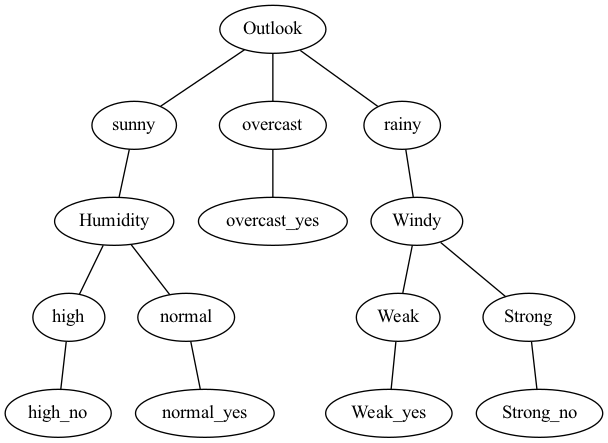 Outlook
sunny
overcast
rainy
Humidity
overcast_yes
Windy
high
normal
Weak
Strong
high_no
normal_yes
Weak_yes
Strong_no